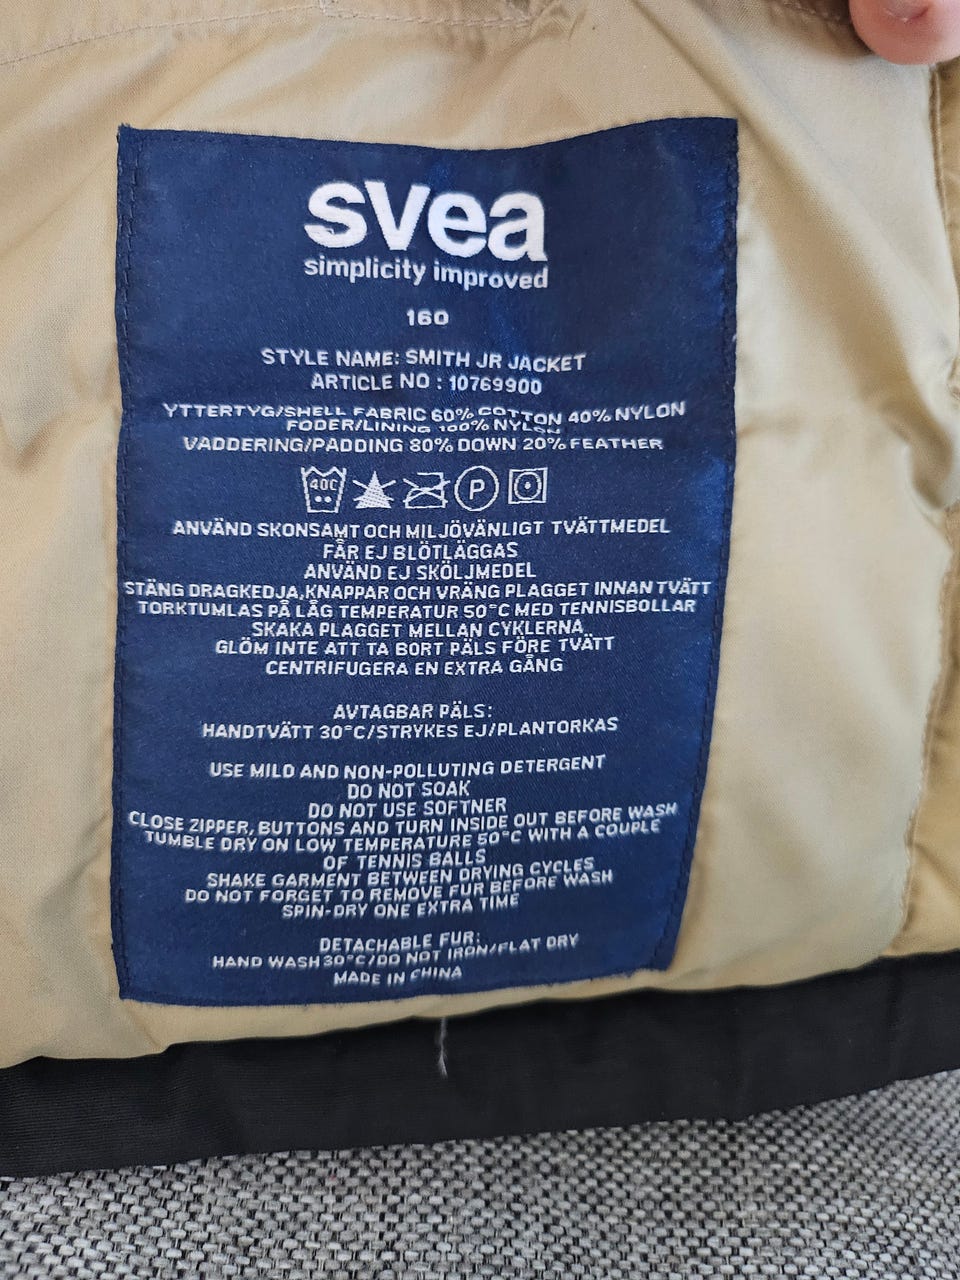 svea
simplicity improved
160
STYLE NAME: SMITH JR JACKET
ARTICLE NO : 10769900
YTTERTYG/SHELL FABRIC 60% COTTON 40% NYLON
FODER/LINING 100% NYLON
VADDERING/PADDING 80% DOWN 20% FEATHER
40C P
ANVÄND SKONSAMT OCH MILJÖVÄNLIGT TVÄTTMEDEL
FÅR EJ BLÖTLÄGGAS
ANVÄND EJ SKÖLJMEDEL
STÄNG DRAGKEDJA,KNAPPAR OCH VRÄNG PLAGGET INNAN TVÄTT
TORKTUMLAS PÅ LÅG TEMPERATUR 50°C MED TENNISBOLLAR
SKAKA PLAGGET MELLAN CYKLERNA
GLÖM INTE ATT TA BORT PÄLS FÖRE TVÄTT
CENTRIFUGERA EN EXTRA GÅNG
AVTAGBAR PÄLS:
HANDTVÄTT 30°C/STRYKES EJ/PLANTORKAS
USE MILD AND NON-POLLUTING DETERGENT
DO NOT SOAK
DO NOT USE SOFTNER
CLOSE ZIPPER, BUTTONS AND TURN INSIDE OUT BEFORE WASH
TUMBLE DRY ON LOW TEMPERATURE 50°C WITH A COUPLE
OF TENNIS BALLS
SHAKE GARMENT BETWEEN DRYING CYCLES
DO NOT FORGET TO REMOVE FUR BEFORE WASH
SPIN-DRY ONE EXTRA TIME
DETACHABLE FUR:
HAND WASH 30°C/DO NOT IRON/FLAT DRY
MADE IN CHINA